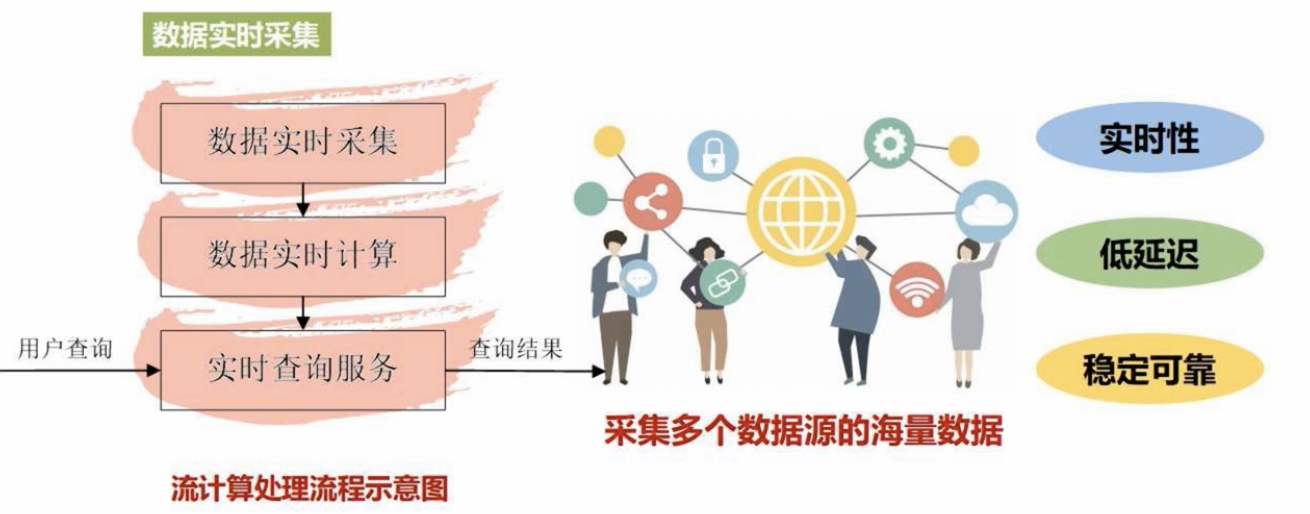 数据实时采集
数据实时采集
数据实时计算
用户查询
实时查询服务
查询结果
流计算处理流程示意图
采集多个数据源的海量数据
实时性
低延迟
稳定可靠